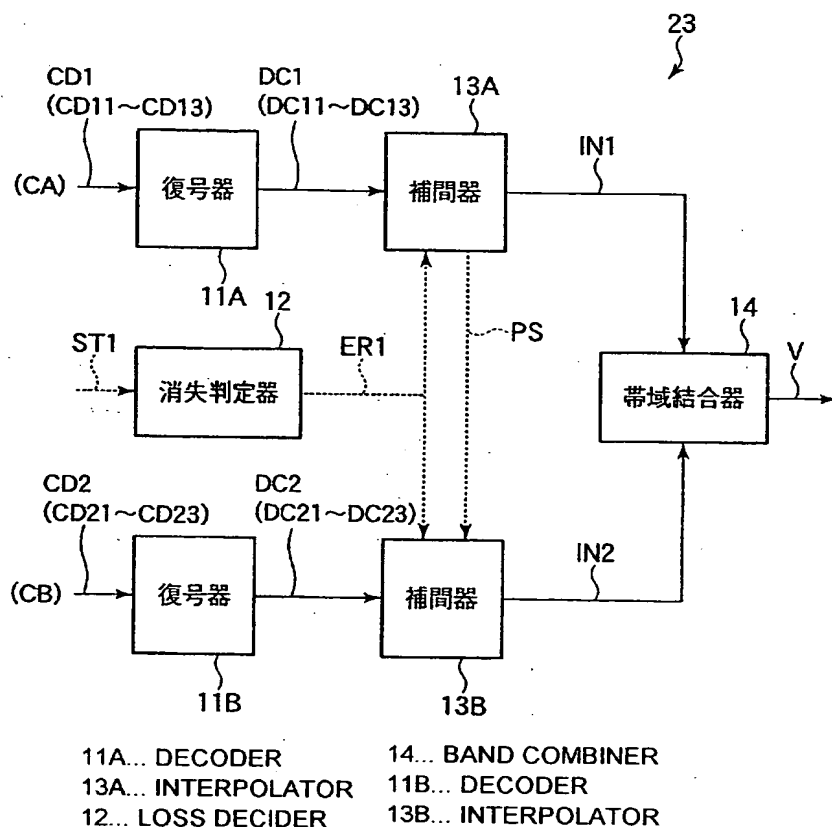 23
CD1
(CD11～CD13)
DC1
(DC11～DC13)
13A
IN1
(CA)
復号器
補間器
11A
12
ST1
消失判定器
ER1
PS
14
帯域結合器
V
CD2
(CD21～CD23)
DC2
(DC21～DC23)
IN2
(CB)
復号器
補間器
11B
13B
11A... DECODER
13A... INTERPOLATOR
12... LOSS DECIDER
14... BAND COMBINER
11B... DECODER
13B... INTERPOLATOR